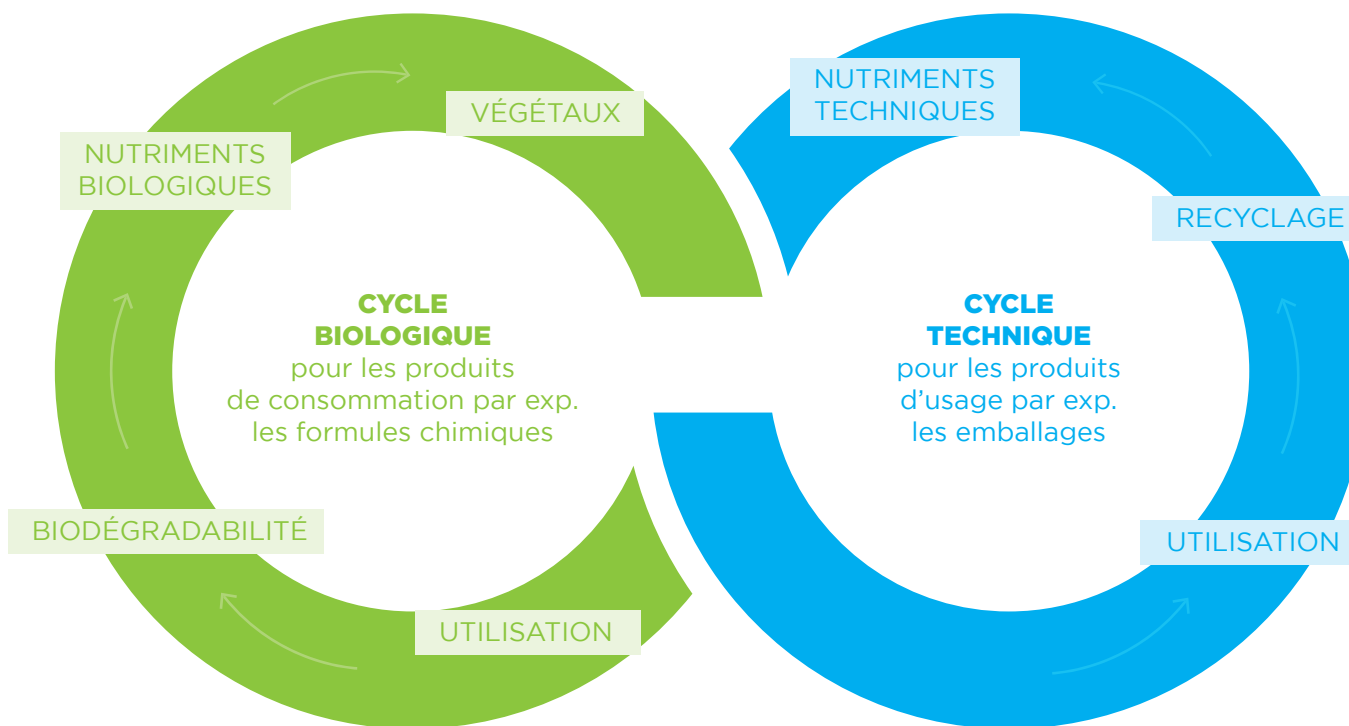 VÉGÉTAUX
NUTRIMENTS
BIOLOGIQUES
CYCLE
BIOLOGIQUE
pour les produits
de consommation par exp.
les formules chimiques
BIODÉGRADABILITÉ
UTILISATION
NUTRIMENTS
TECHNIQUES
RECYCLAGE
CYCLE
TECHNIQUE
pour les produits
d’usage par exp.
les emballages
UTILISATION